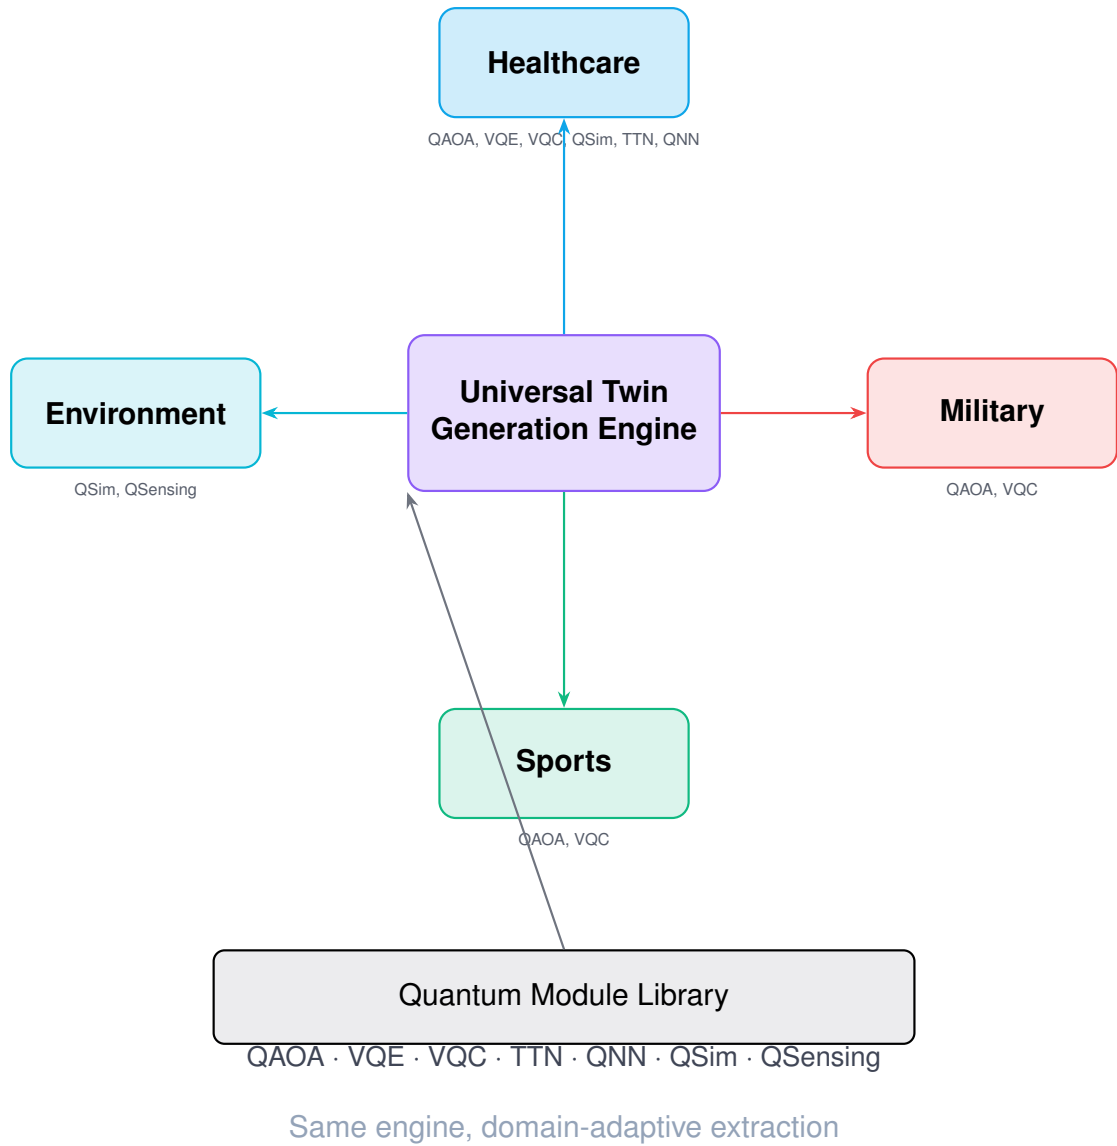 Healthcare
QAOA, VQE, VQC, QSim, TTN, QNN
Universal Twin
Generation Engine
Environment
QSim, QSensing
Military
QAOA, VQC
Sports
QAOA, VQC
Quantum Module Library
QAOA · VQE · VQC · TTN · QNN · QSim · QSensing
Same engine, domain-adaptive extraction